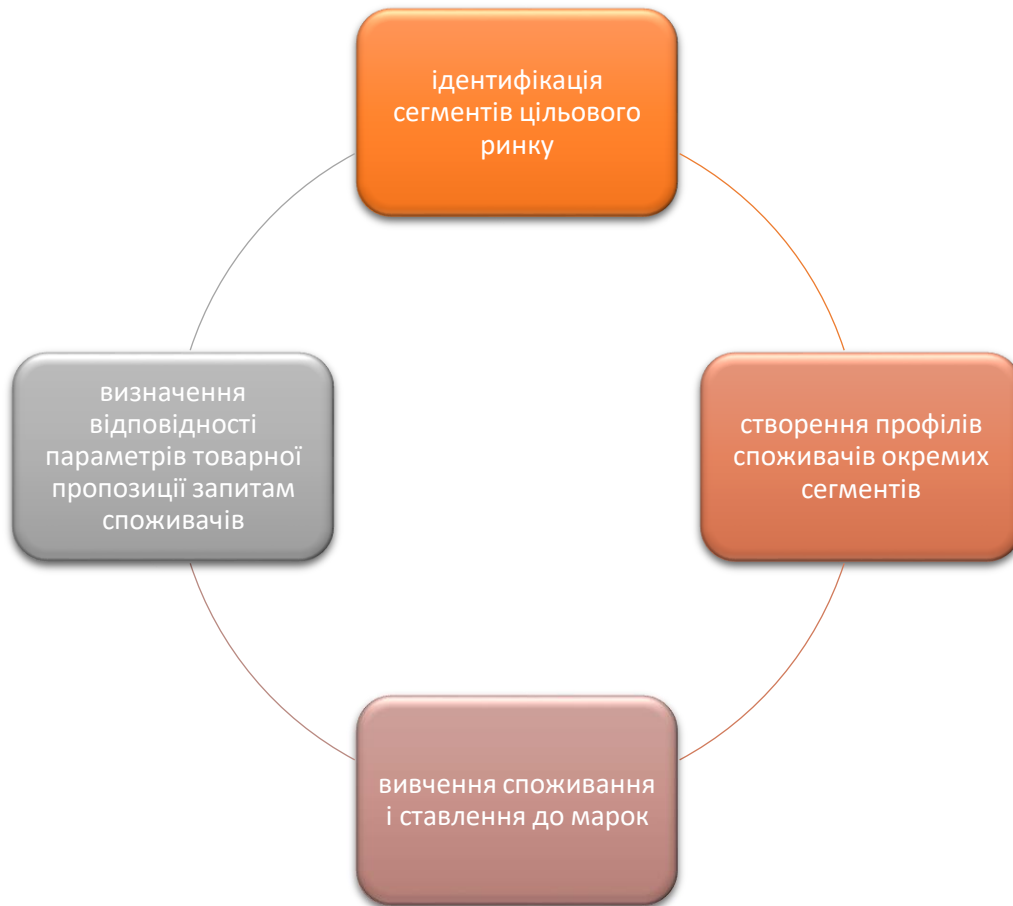 ідентифікація
сегментів цільового
ринку
створення профілів
споживачів окремих
сегментів
вивчення споживання
і ставлення до марок
визначення
відповідності
параметрів товарної
пропозиції запитам
споживачів